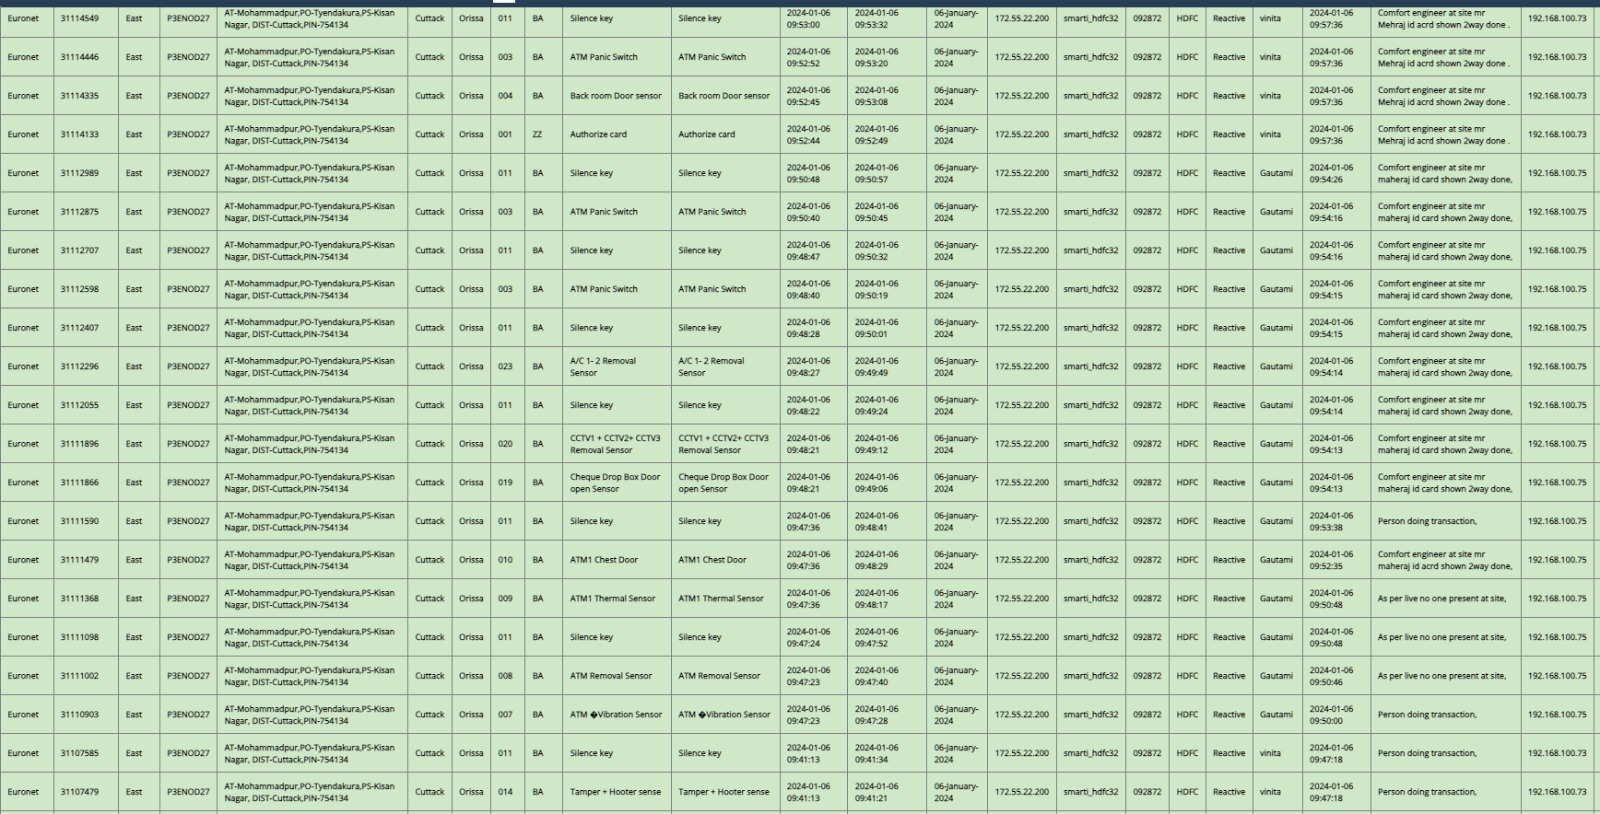 Euronet 31114549 East P3ENOD27 AT-Mohammadpur,PO-Tyendakura,PS-Kisan Nagar, DIST-Cuttack,PIN-754134 Cuttack Orissa 011 BA Silence key Silence key 2024-01-06 09:53:00 2024-01-06 09:53:32 06-January-2024 172.55.22.200 smarti_hdfc32 092872 HDFC Reactive vinita 2024-01-06 09:57:36 Comfort engineer at site mr Mehraj id acrd shown 2way done . 192.168.100.73
Euronet 31114446 East P3ENOD27 AT-Mohammadpur,PO-Tyendakura,PS-Kisan Nagar, DIST-Cuttack,PIN-754134 Cuttack Orissa 003 BA ATM Panic Switch ATM Panic Switch 2024-01-06 09:52:52 2024-01-06 09:53:20 06-January-2024 172.55.22.200 smarti_hdfc32 092872 HDFC Reactive vinita 2024-01-06 09:57:36 Comfort engineer at site mr Mehraj id acrd shown 2way done . 192.168.100.73
Euronet 31114335 East P3ENOD27 AT-Mohammadpur,PO-Tyendakura,PS-Kisan Nagar, DIST-Cuttack,PIN-754134 Cuttack Orissa 004 BA Back room Door sensor Back room Door sensor 2024-01-06 09:52:45 2024-01-06 09:53:08 06-January-2024 172.55.22.200 smarti_hdfc32 092872 HDFC Reactive vinita 2024-01-06 09:57:36 Comfort engineer at site mr Mehraj id acrd shown 2way done . 192.168.100.73
Euronet 31114133 East P3ENOD27 AT-Mohammadpur,PO-Tyendakura,PS-Kisan Nagar, DIST-Cuttack,PIN-754134 Cuttack Orissa 001 ZZ Authorize card Authorize card 2024-01-06 09:52:44 2024-01-06 09:52:49 06-January-2024 172.55.22.200 smarti_hdfc32 092872 HDFC Reactive vinita 2024-01-06 09:57:36 Comfort engineer at site mr Mehraj id acrd shown 2way done . 192.168.100.73
Euronet 31112989 East P3ENOD27 AT-Mohammadpur,PO-Tyendakura,PS-Kisan Nagar, DIST-Cuttack,PIN-754134 Cuttack Orissa 011 BA Silence key Silence key 2024-01-06 09:50:48 2024-01-06 09:50:57 06-January-2024 172.55.22.200 smarti_hdfc32 092872 HDFC Reactive Gautami 2024-01-06 09:54:26 Comfort engineer at site mr maheraj id card shown 2way done, 192.168.100.75
Euronet 31112875 East P3ENOD27 AT-Mohammadpur,PO-Tyendakura,PS-Kisan Nagar, DIST-Cuttack,PIN-754134 Cuttack Orissa 003 BA ATM Panic Switch ATM Panic Switch 2024-01-06 09:50:40 2024-01-06 09:50:45 06-January-2024 172.55.22.200 smarti_hdfc32 092872 HDFC Reactive Gautami 2024-01-06 09:54:16 Comfort engineer at site mr maheraj id card shown 2way done, 192.168.100.75
Euronet 31112707 East P3ENOD27 AT-Mohammadpur,PO-Tyendakura,PS-Kisan Nagar, DIST-Cuttack,PIN-754134 Cuttack Orissa 011 BA Silence key Silence key 2024-01-06 09:48:47 2024-01-06 09:50:32 06-January-2024 172.55.22.200 smarti_hdfc32 092872 HDFC Reactive Gautami 2024-01-06 09:54:16 Comfort engineer at site mr maheraj id card shown 2way done, 192.168.100.75
Euronet 31112598 East P3ENOD27 AT-Mohammadpur,PO-Tyendakura,PS-Kisan Nagar, DIST-Cuttack,PIN-754134 Cuttack Orissa 003 BA ATM Panic Switch ATM Panic Switch 2024-01-06 09:48:40 2024-01-06 09:50:19 06-January-2024 172.55.22.200 smarti_hdfc32 092872 HDFC Reactive Gautami 2024-01-06 09:54:15 Comfort engineer at site mr maheraj id card shown 2way done, 192.168.100.75
Euronet 31112407 East P3ENOD27 AT-Mohammadpur,PO-Tyendakura,PS-Kisan Nagar, DIST-Cuttack,PIN-754134 Cuttack Orissa 011 BA Silence key Silence key 2024-01-06 09:48:28 2024-01-06 09:50:01 06-January-2024 172.55.22.200 smarti_hdfc32 092872 HDFC Reactive Gautami 2024-01-06 09:54:15 Comfort engineer at site mr maheraj id card shown 2way done, 192.168.100.75
Euronet 31112296 East P3ENOD27 AT-Mohammadpur,PO-Tyendakura,PS-Kisan Nagar, DIST-Cuttack,PIN-754134 Cuttack Orissa 023 BA A/C 1- 2 Removal Sensor A/C 1- 2 Removal Sensor 2024-01-06 09:48:27 2024-01-06 09:49:49 06-January-2024 172.55.22.200 smarti_hdfc32 092872 HDFC Reactive Gautami 2024-01-06 09:54:14 Comfort engineer at site mr maheraj id card shown 2way done, 192.168.100.75
Euronet 31112055 East P3ENOD27 AT-Mohammadpur,PO-Tyendakura,PS-Kisan Nagar, DIST-Cuttack,PIN-754134 Cuttack Orissa 011 BA Silence key Silence key 2024-01-06 09:48:22 2024-01-06 09:49:24 06-January-2024 172.55.22.200 smarti_hdfc32 092872 HDFC Reactive Gautami 2024-01-06 09:54:14 Comfort engineer at site mr maheraj id card shown 2way done, 192.168.100.75
Euronet 31111896 East P3ENOD27 AT-Mohammadpur,PO-Tyendakura,PS-Kisan Nagar, DIST-Cuttack,PIN-754134 Cuttack Orissa 020 BA CCTV1 + CCTV2+ CCTV3 Removal Sensor CCTV1 + CCTV2+ CCTV3 Removal Sensor 2024-01-06 09:48:21 2024-01-06 09:49:12 06-January-2024 172.55.22.200 smarti_hdfc32 092872 HDFC Reactive Gautami 2024-01-06 09:54:13 Comfort engineer at site mr maheraj id card shown 2way done, 192.168.100.75
Euronet 31111866 East P3ENOD27 AT-Mohammadpur,PO-Tyendakura,PS-Kisan Nagar, DIST-Cuttack,PIN-754134 Cuttack Orissa 019 BA Cheque Drop Box Door open Sensor Cheque Drop Box Door open Sensor 2024-01-06 09:48:21 2024-01-06 09:49:06 06-January-2024 172.55.22.200 smarti_hdfc32 092872 HDFC Reactive Gautami 2024-01-06 09:54:13 Comfort engineer at site mr maheraj id card shown 2way done, 192.168.100.75
Euronet 31111590 East P3ENOD27 AT-Mohammadpur,PO-Tyendakura,PS-Kisan Nagar, DIST-Cuttack,PIN-754134 Cuttack Orissa 011 BA Silence key Silence key 2024-01-06 09:47:36 2024-01-06 09:48:41 06-January-2024 172.55.22.200 smarti_hdfc32 092872 HDFC Reactive Gautami 2024-01-06 09:53:38 Person doing transaction, 192.168.100.75
Euronet 31111479 East P3ENOD27 AT-Mohammadpur,PO-Tyendakura,PS-Kisan Nagar, DIST-Cuttack,PIN-754134 Cuttack Orissa 010 BA ATM1 Chest Door ATM1 Chest Door 2024-01-06 09:47:36 2024-01-06 09:48:29 06-January-2024 172.55.22.200 smarti_hdfc32 092872 HDFC Reactive Gautami 2024-01-06 09:52:35 Comfort engineer at site mr maheraj id acrd shown 2way done, 192.168.100.75
Euronet 31111368 East P3ENOD27 AT-Mohammadpur,PO-Tyendakura,PS-Kisan Nagar, DIST-Cuttack,PIN-754134 Cuttack Orissa 009 BA ATM1 Thermal Sensor ATM1 Thermal Sensor 2024-01-06 09:47:36 2024-01-06 09:48:17 06-January-2024 172.55.22.200 smarti_hdfc32 092872 HDFC Reactive Gautami 2024-01-06 09:50:48 As per live no one present at site, 192.168.100.75
Euronet 31111098 East P3ENOD27 AT-Mohammadpur,PO-Tyendakura,PS-Kisan Nagar, DIST-Cuttack,PIN-754134 Cuttack Orissa 011 BA Silence key Silence key 2024-01-06 09:47:24 2024-01-06 09:47:52 06-January-2024 172.55.22.200 smarti_hdfc32 092872 HDFC Reactive Gautami 2024-01-06 09:50:48 As per live no one present at site, 192.168.100.75
Euronet 31111002 East P3ENOD27 AT-Mohammadpur,PO-Tyendakura,PS-Kisan Nagar, DIST-Cuttack,PIN-754134 Cuttack Orissa 008 BA ATM Removal Sensor ATM Removal Sensor 2024-01-06 09:47:23 2024-01-06 09:47:40 06-January-2024 172.55.22.200 smarti_hdfc32 092872 HDFC Reactive Gautami 2024-01-06 09:50:46 As per live no one present at site, 192.168.100.75
Euronet 31110903 East P3ENOD27 AT-Mohammadpur,PO-Tyendakura,PS-Kisan Nagar, DIST-Cuttack,PIN-754134 Cuttack Orissa 007 BA ATM �Vibration Sensor ATM �Vibration Sensor 2024-01-06 09:47:23 2024-01-06 09:47:28 06-January-2024 172.55.22.200 smarti_hdfc32 092872 HDFC Reactive Gautami 2024-01-06 09:50:00 Person doing transaction, 192.168.100.75
Euronet 31107585 East P3ENOD27 AT-Mohammadpur,PO-Tyendakura,PS-Kisan Nagar, DIST-Cuttack,PIN-754134 Cuttack Orissa 011 BA Silence key Silence key 2024-01-06 09:41:13 2024-01-06 09:41:34 06-January-2024 172.55.22.200 smarti_hdfc32 092872 HDFC Reactive vinita 2024-01-06 09:47:18 Person doing transaction, 192.168.100.73
Euronet 31107479 East P3ENOD27 AT-Mohammadpur,PO-Tyendakura,PS-Kisan Nagar, DIST-Cuttack,PIN-754134 Cuttack Orissa 014 BA Tamper + Hooter sense Tamper + Hooter sense 2024-01-06 09:41:13 2024-01-06 09:41:21 06-January-2024 172.55.22.200 smarti_hdfc32 092872 HDFC Reactive vinita 2024-01-06 09:47:18 Person doing transaction, 192.168.100.73